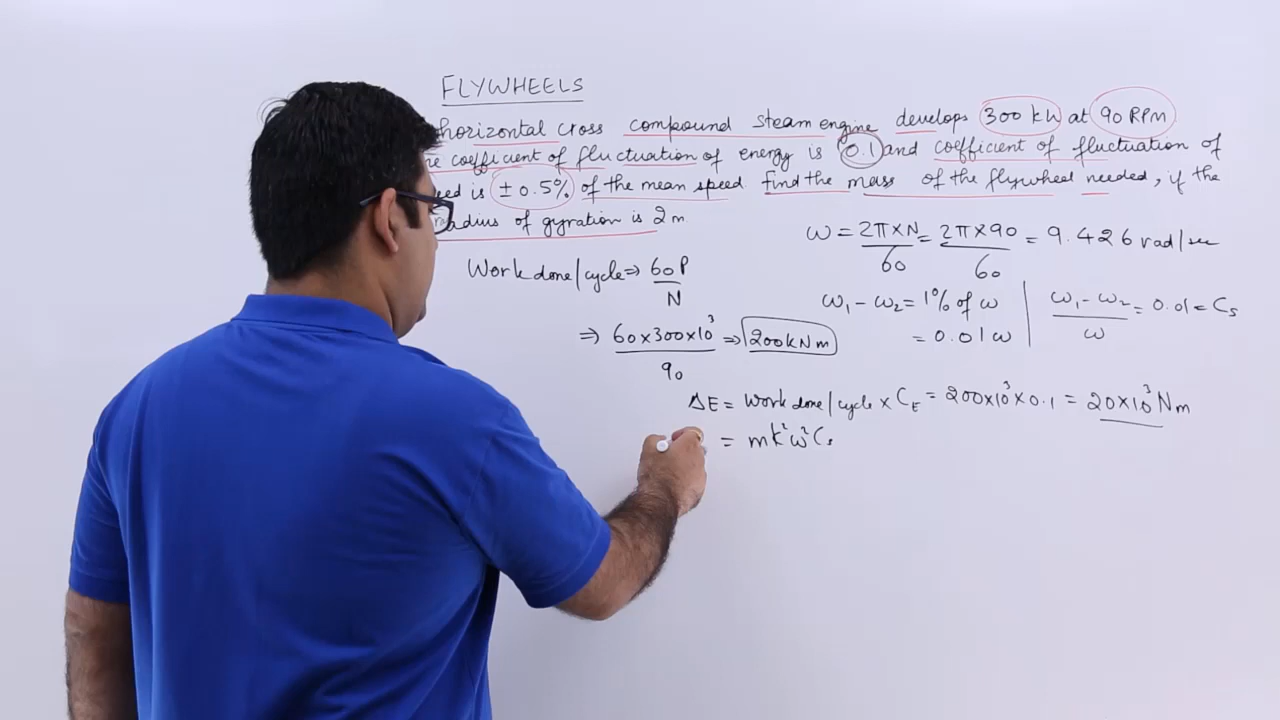 FLYWHEELS
horizontal cross compound steam engine develops 300 kW at 90 RPM
coefficient of fluctuation of energy is 0.1 and coefficient of fluctuation of
is ±0.5% of the mean speed find the mass of the flywheel needed, if the
radius of gyration is 2 m
ω = 2π×N/60 = 2π×90/60 = 9.426 rad/sec
Work done/cycle ⇒ 60P/N
ω₁ - ω₂ = 1% of ω
= 0.01 ω
ω₁ - ω₂/ω = 0.01 = Cs
⇒ 60×300×10³/90 ⇒ 200kNm
ΔE = Work done/cycle × CE = 200×10³×0.1 = 20×10³ Nm
= mk²ω²Cs